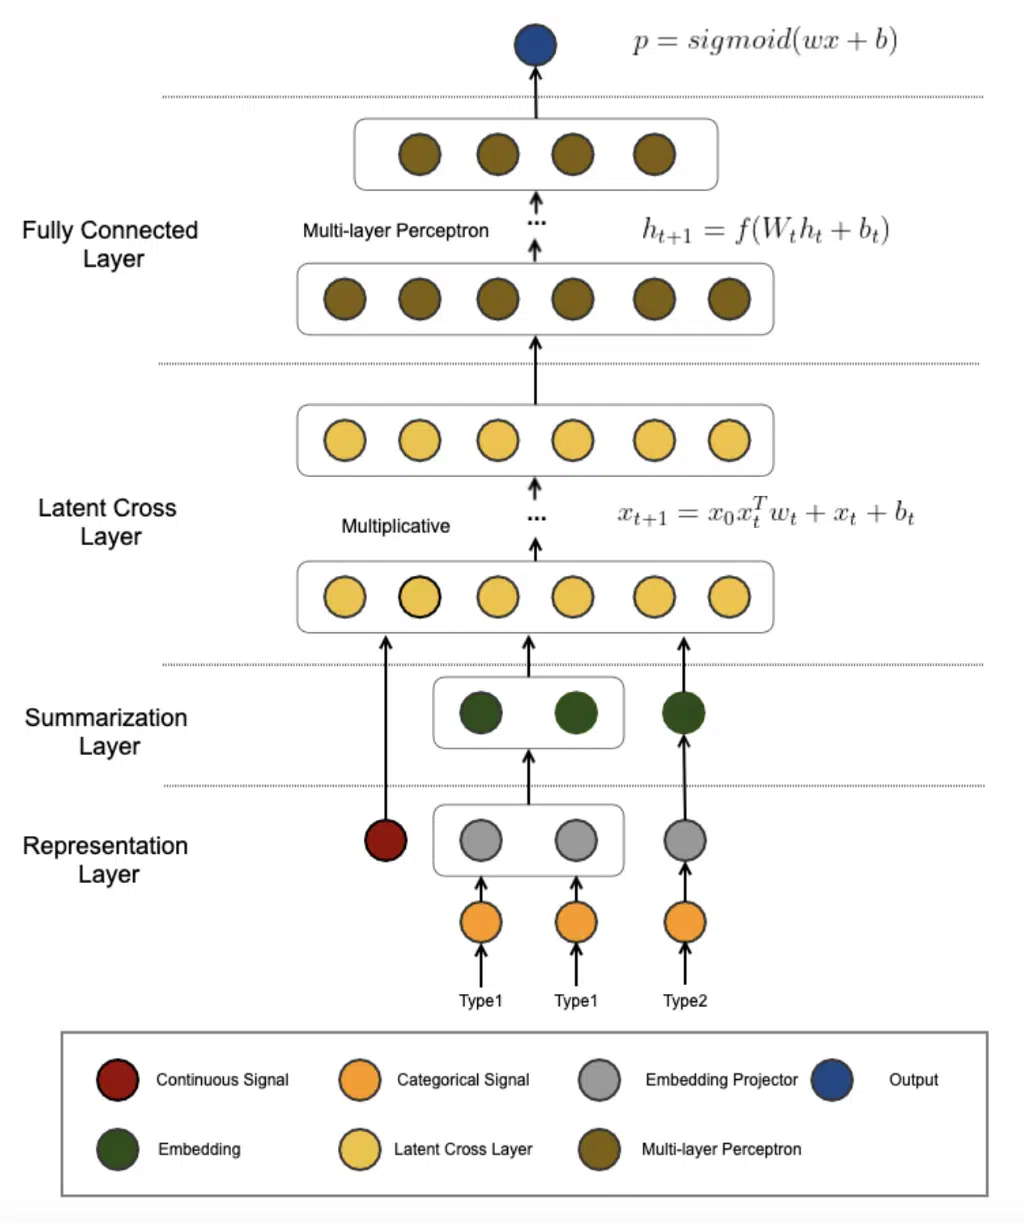 p = sigmoid(wx + b)
Fully Connected
Layer
Multi-layer Perceptron
...
h_{t+1} = f(W_t h_t + b_t)
Latent Cross
Layer
Multiplicative
...
x_{t+1} = x_0 x_t^T w_t + x_t + b_t
Summarization
Layer
Representation
Layer
Type1 Type1 Type2
Continuous Signal Categorical Signal Embedding Projector Output
Embedding Latent Cross Layer Multi-layer Perceptron